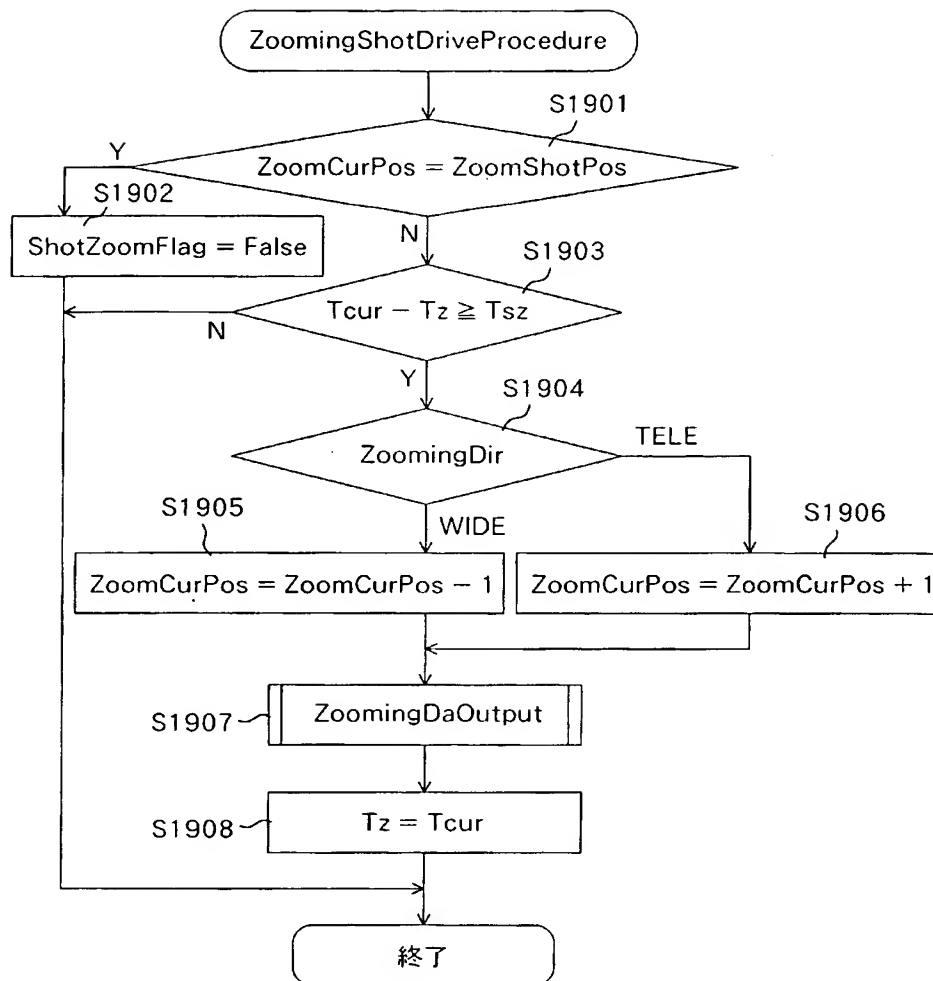 ZoomingShotDriveProcedure
S1901
ZoomCurPos = ZoomShotPos
Y
N
S1902
ShotZoomFlag = False
S1903
Tcur − Tz ≧ Tsz
N
Y
S1904
ZoomingDir
TELE
WIDE
S1905
ZoomCurPos = ZoomCurPos − 1
S1906
ZoomCurPos = ZoomCurPos + 1
S1907
ZoomingDaOutput
S1908
Tz = Tcur
終了